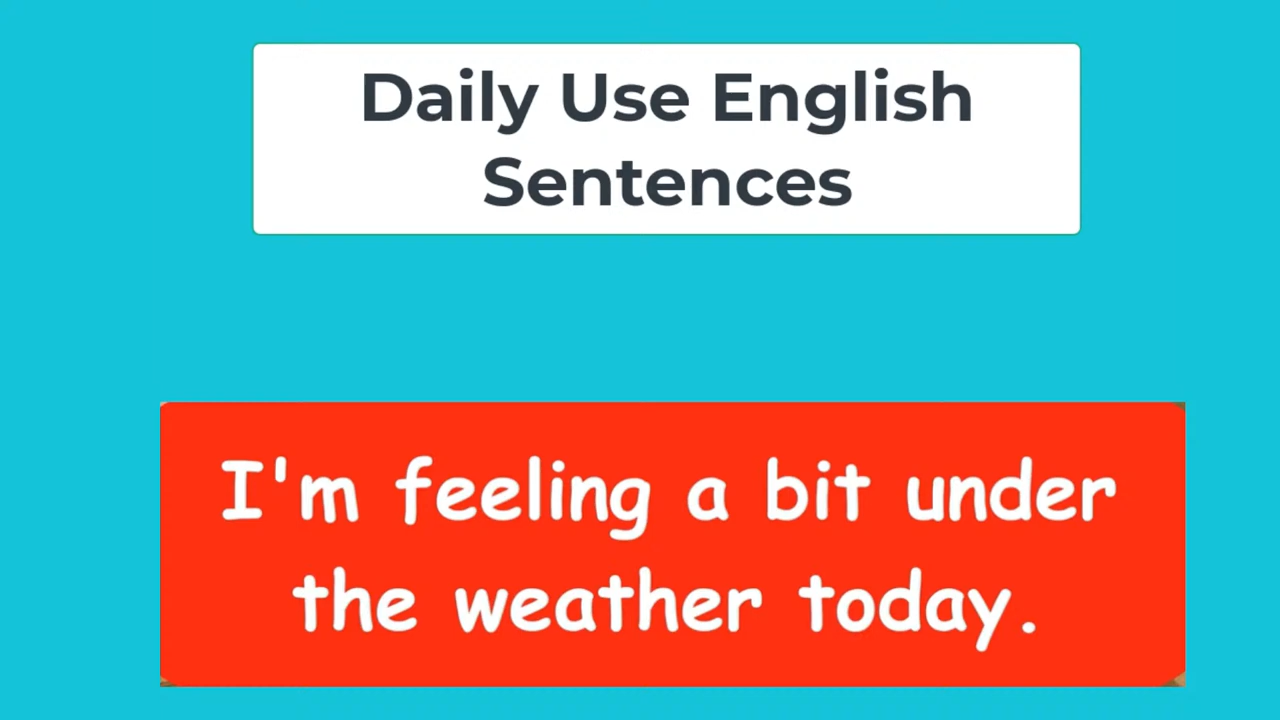 Daily Use English
Sentences
I'm feeling a bit under
the weather today.